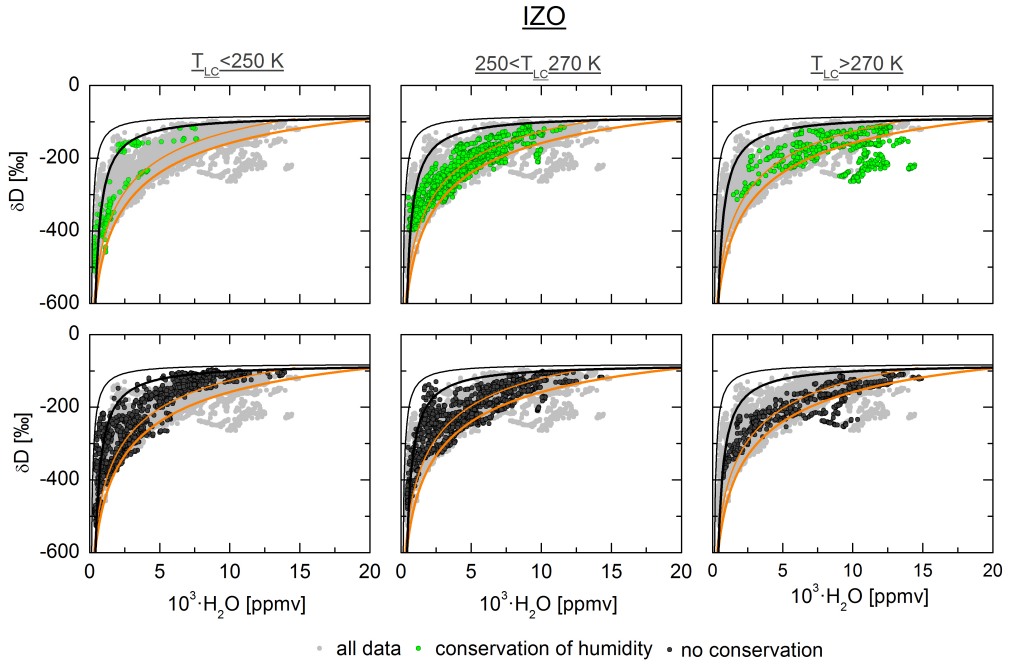 IZO
T_LC<250 K
250<T_LC270 K
T_LC>270 K
0
-200
-400
-600
δD [‰]
0
-200
-400
-600
δD [‰]
0 5 10 15 20
0 5 10 15 20
0 5 10 15 20
10³·H₂O [ppmv]
10³·H₂O [ppmv]
10³·H₂O [ppmv]
all data conservation of humidity no conservation